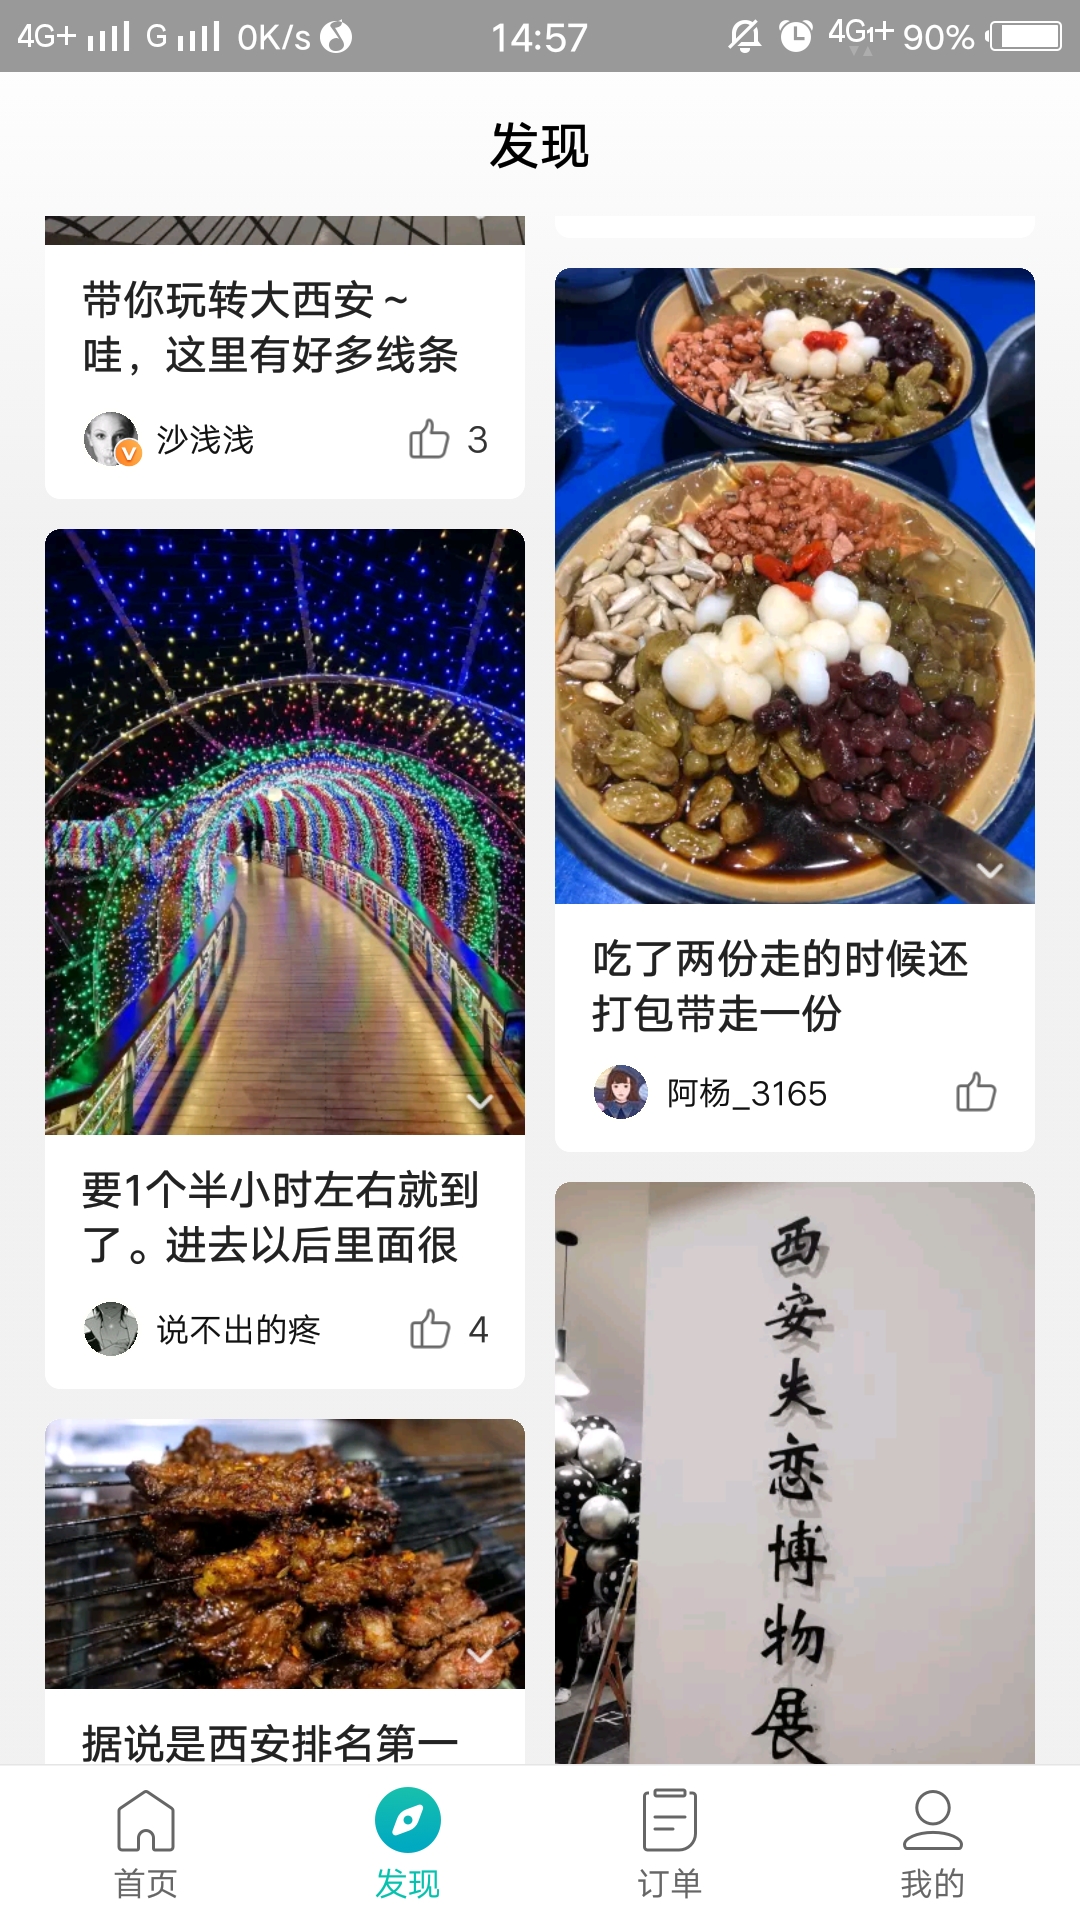 4G+ G 0K/s 14:57 4G1+ 90%
发现
带你玩转大西安～
哇，这里有好多线条
沙浅浅 3
要1个半小时左右就到
了。进去以后里面很
说不出的疼 4
据说是西安排名第一
吃了两份走的时候还
打包带走一份
阿杨_3165
西安失恋博物展
首页 发现 订单 我的